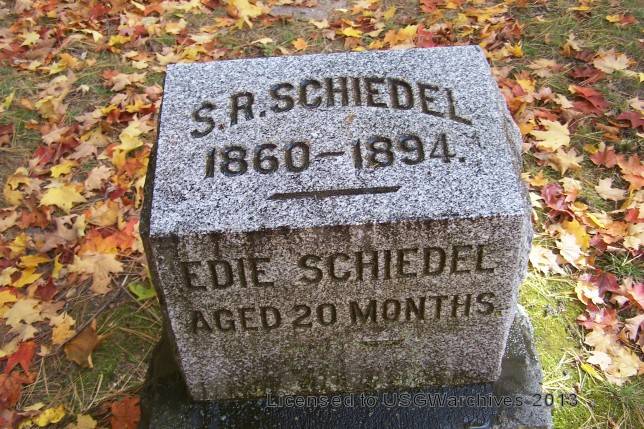 S.R.SCHIEDEL
1860–1894.
EDIE SCHIEDEL
AGED 20 MONTHS.
Licensed to USGWarchives 2013